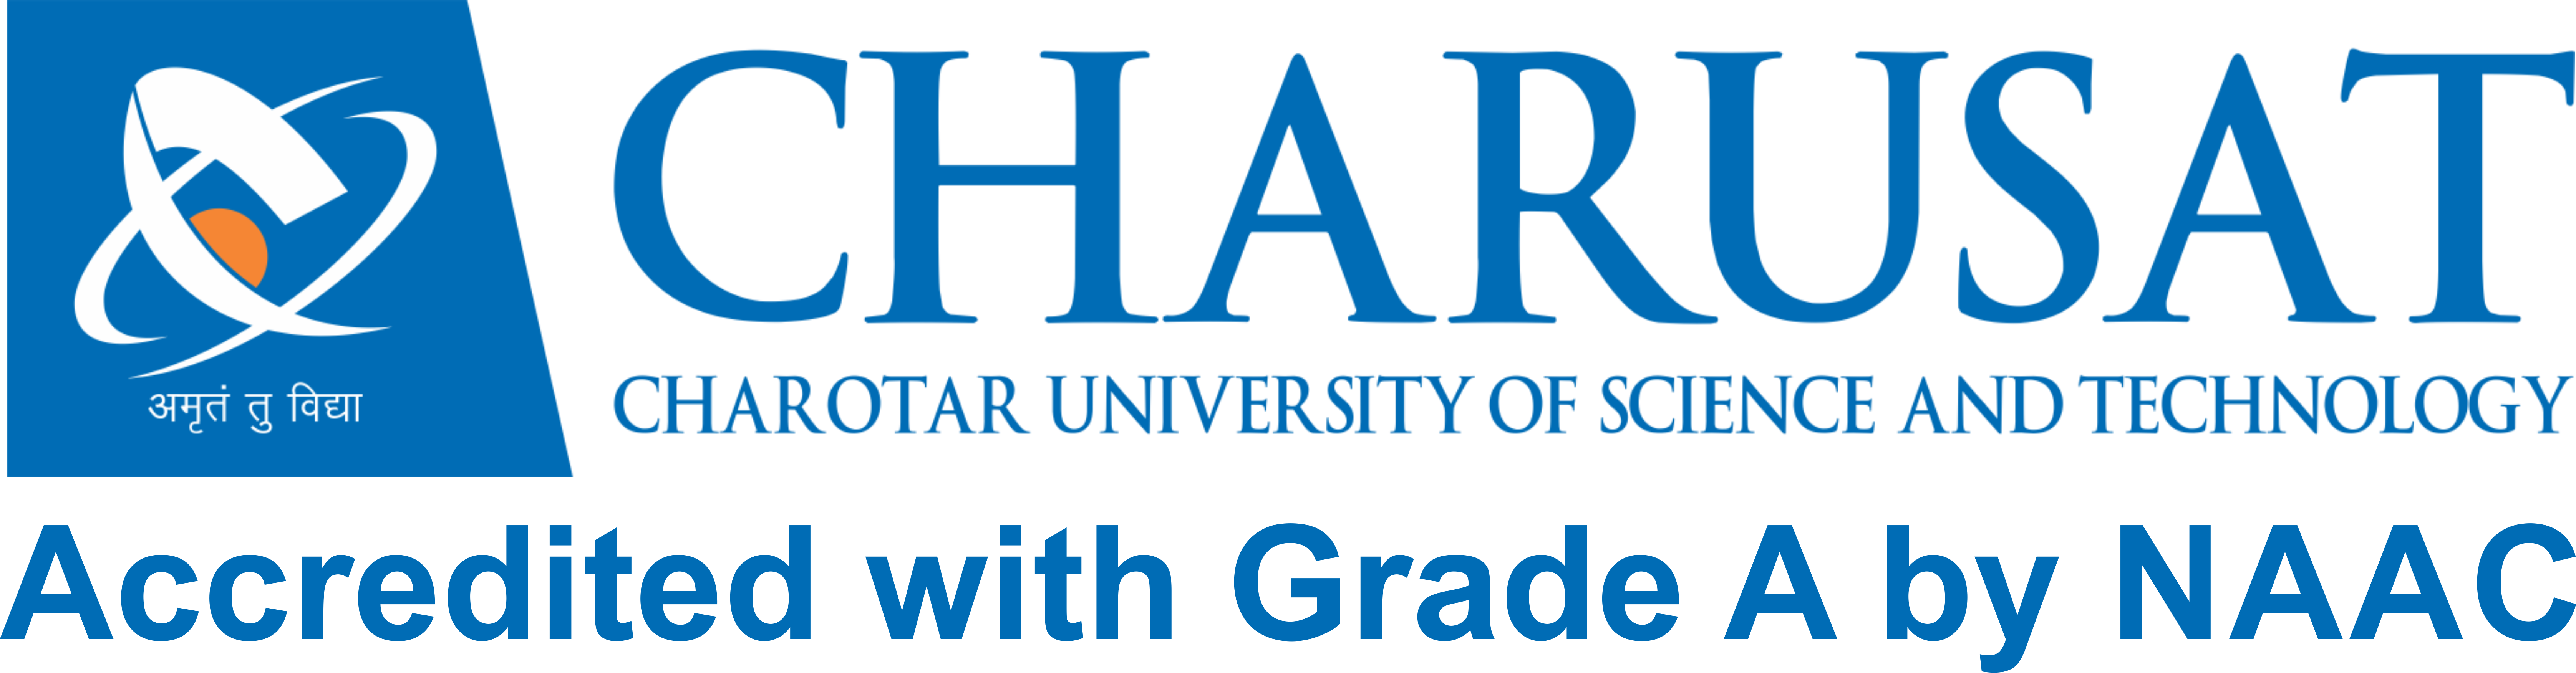 CHARUSAT
CHAROTAR UNIVERSITY OF SCIENCE AND TECHNOLOGY
अमृतं तु विद्या
Accredited with Grade A by NAAC